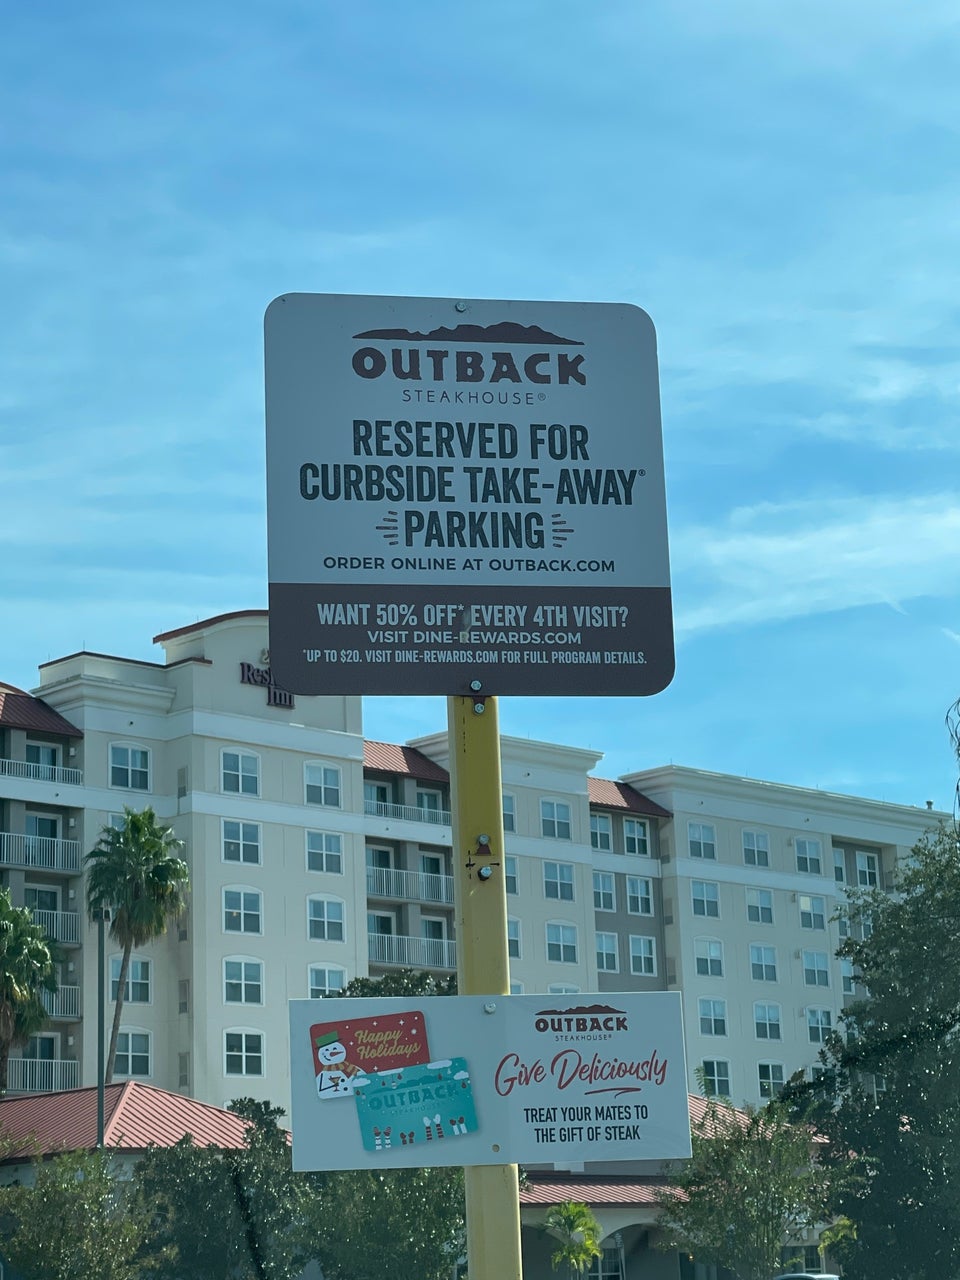 OUTBACK
STEAKHOUSE®
RESERVED FOR
CURBSIDE TAKE-AWAY®
PARKING
ORDER ONLINE AT OUTBACK.COM
WANT 50% OFF* EVERY 4TH VISIT?
VISIT DINE-REWARDS.COM
*UP TO $20. VISIT DINE-REWARDS.COM FOR FULL PROGRAM DETAILS.
Inn
Happy
Holidays
OUTBACK
STEAKHOUSE
OUTBACK
STEAKHOUSE®
Give Deliciously
TREAT YOUR MATES TO
THE GIFT OF STEAK